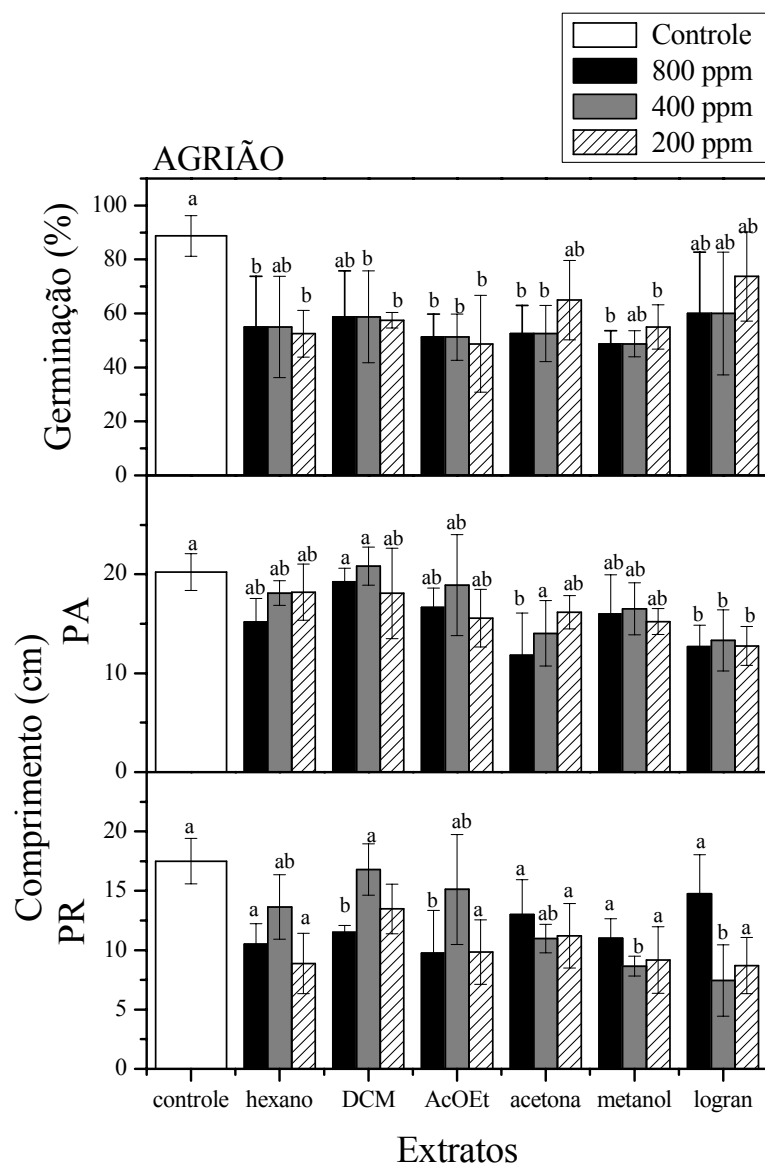 Controle
800 ppm
400 ppm
200 ppm
AGRIÃO
Germinação (%)
100
80
60
40
20
0
a
b ab b
ab b b
b b b
b b ab
b ab b
ab ab ab
Comprimento (cm)
PA
20
10
0
a
ab ab ab
a a ab
ab ab ab
b a ab
ab ab ab
b b b
PR
20
15
10
5
0
a
a ab a
b a
b ab a
a ab a
a b a
a b a
controle hexano DCM AcOEt acetona metanol logran
Extratos